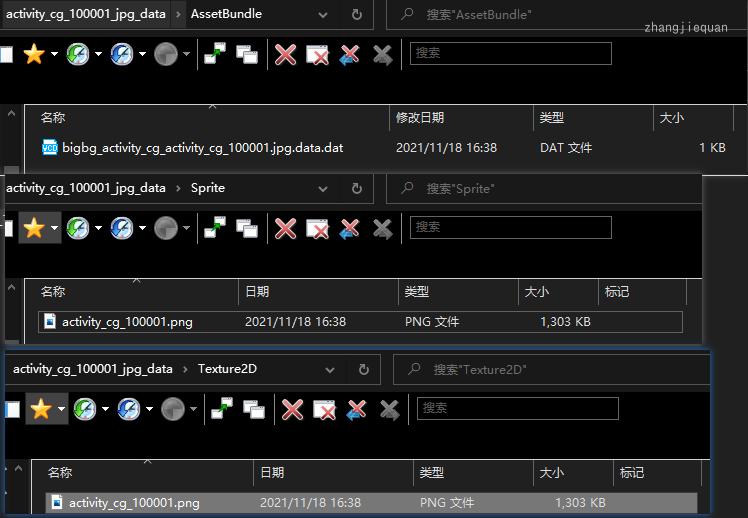 activity_cg_100001_jpg_data > AssetBundle 搜索"AssetBundle"
zhangjiequan
搜索
名称 修改日期 类型 大小
bigbg_activity_cg_activity_cg_100001.jpg.data.dat 2021/11/18 16:38 DAT 文件 1 KB
activity_cg_100001_jpg_data > Sprite 搜索"Sprite"
搜索
名称 日期 类型 大小 标记
activity_cg_100001.png 2021/11/18 16:38 PNG 文件 1,303 KB
activity_cg_100001_jpg_data > Texture2D 搜索"Texture2D"
搜索
名称 日期 类型 大小 标记
activity_cg_100001.png 2021/11/18 16:38 PNG 文件 1,303 KB